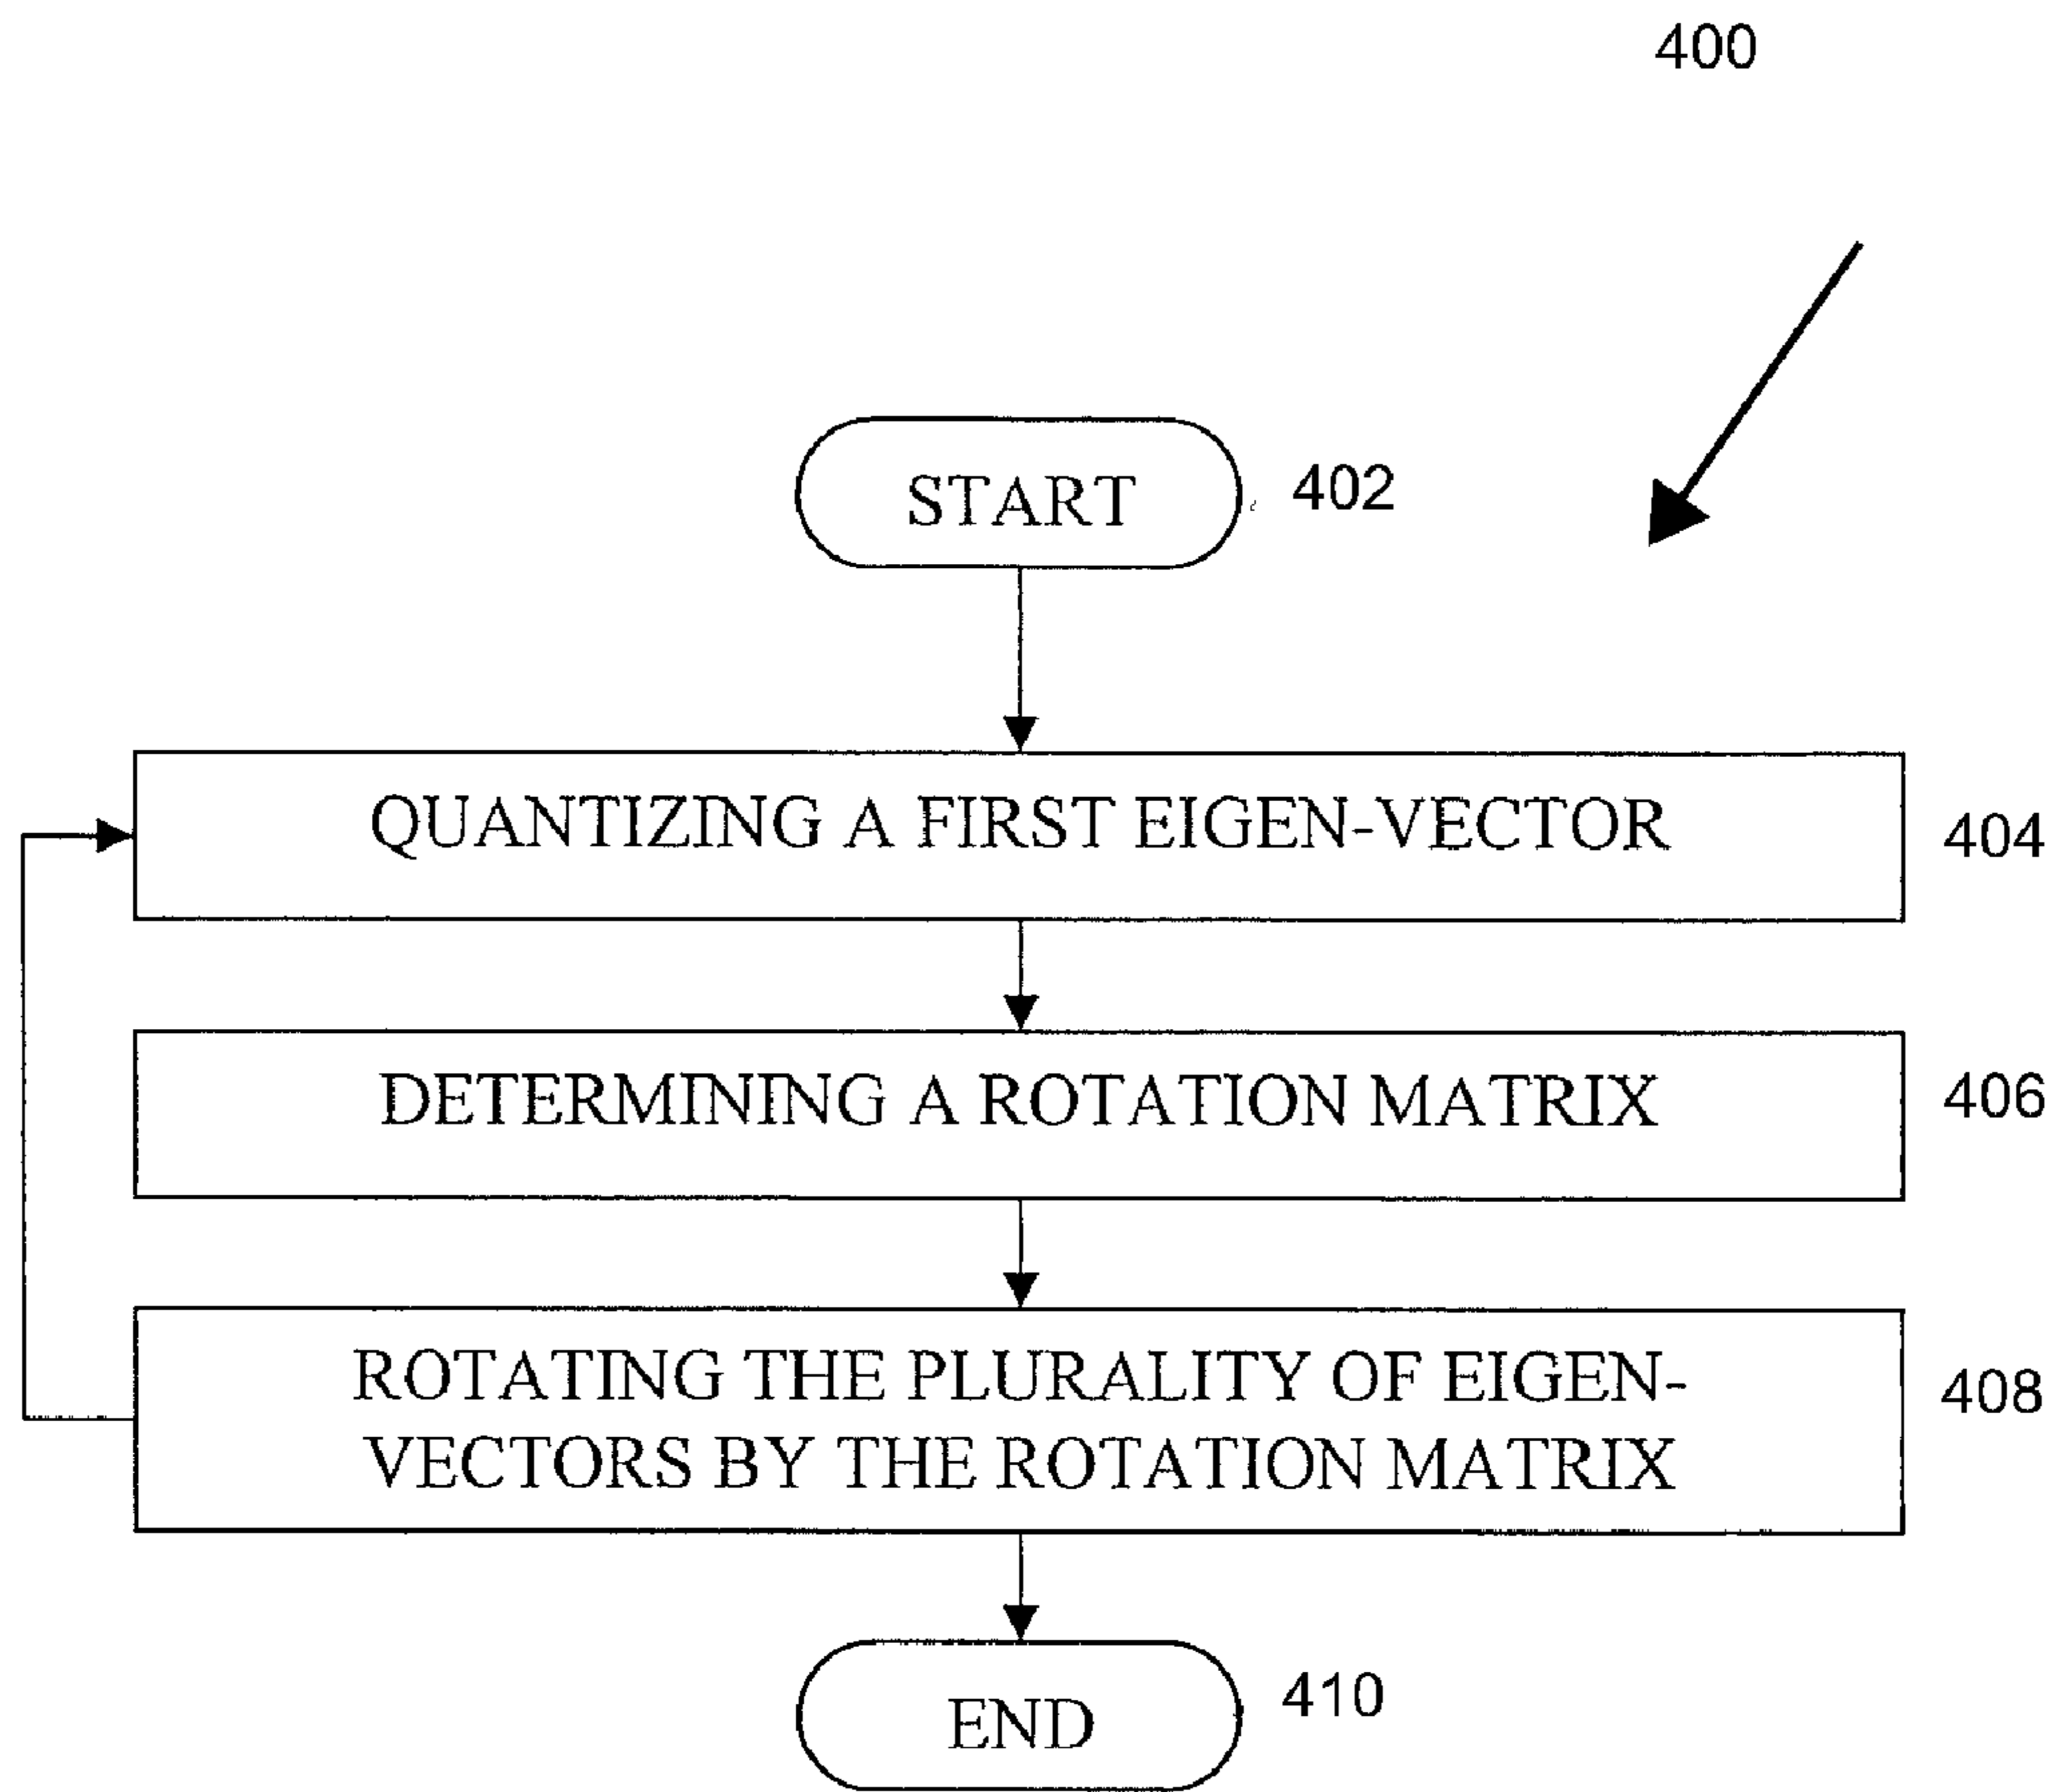 400
START
402
QUANTIZING A FIRST EIGEN-VECTOR
404
DETERMINING A ROTATION MATRIX
406
ROTATING THE PLURALITY OF EIGEN-
VECTORS BY THE ROTATION MATRIX
408
END
410